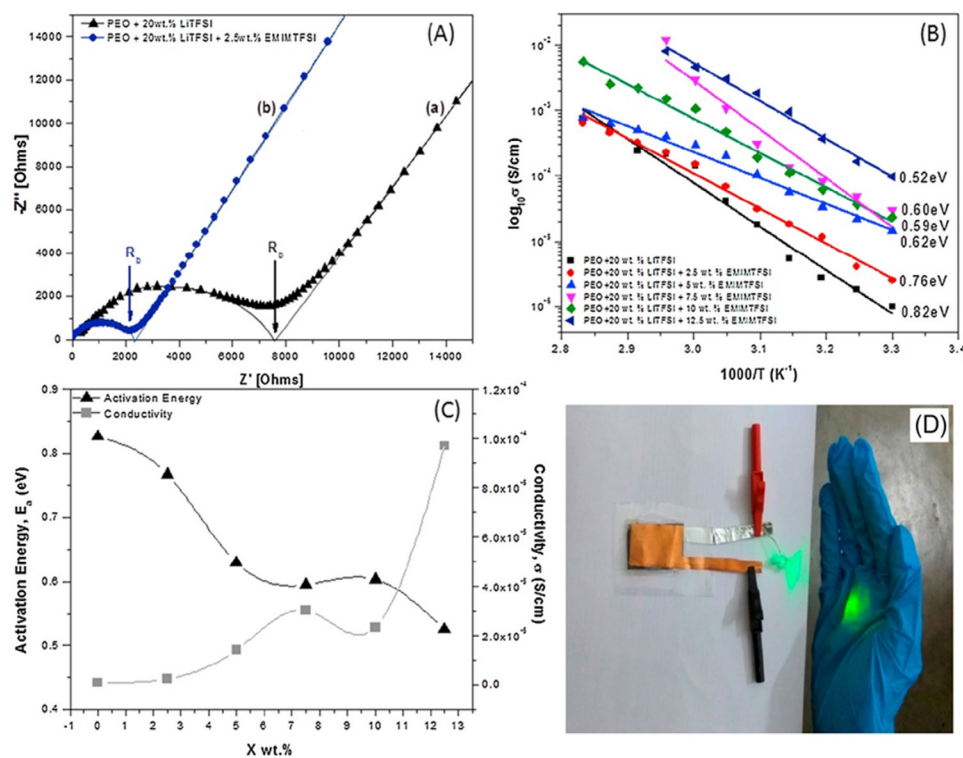 (A)
PEO + 20wt.% LiTFSI
PEO + 20wt.% LiTFSI + 2.5wt.% EMIMTFSI
14000
12000
10000
8000
6000
4000
2000
0
-Z'' [Ohms]
(b)
(a)
R_b
R_b
0 2000 4000 6000 8000 10000 12000 14000
Z' [Ohms]
(B)
10⁻²
10⁻³
10⁻⁴
10⁻⁵
10⁻⁶
log₁₀σ (S/cm)
0.52eV
0.60eV
0.59eV
0.62eV
0.76eV
0.82eV
PEO+20 wt. % LITFSI
PEO+20 wt. % LITFSI + 2.5 wt.% EMIMTFSI
PEO+20 wt. % LITFSI + 5 wt.% EMIMTFSI
PEO+20 wt. % LITFSI + 7.5 wt.% EMIMTFSI
PEO+20 wt. % LITFSI + 10 wt.% EMIMTFSI
PEO+20 wt. % LITFSI + 12.5 wt.% EMIMTFSI
2.8 2.9 3.0 3.1 3.2 3.3 3.4
1000/T (K⁻¹)
(C)
Activation Energy
Conductivity
0.9
0.8
0.7
0.6
0.5
0.4
Activation Energy, Eₐ (eV)
1.2x10⁻⁴
1.0x10⁻⁴
8.0x10⁻⁵
6.0x10⁻⁵
4.0x10⁻⁵
2.0x10⁻⁵
0.0
Conductivity, σ (S/cm)
-1 0 1 2 3 4 5 6 7 8 9 10 11 12 13
X wt.%
(D)